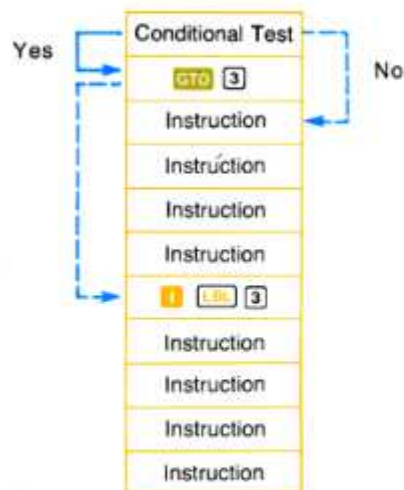 Yes
Conditional Test
No
GTO 3
Instruction
Instruction
Instruction
Instruction
f LBL 3
Instruction
Instruction
Instruction
Instruction